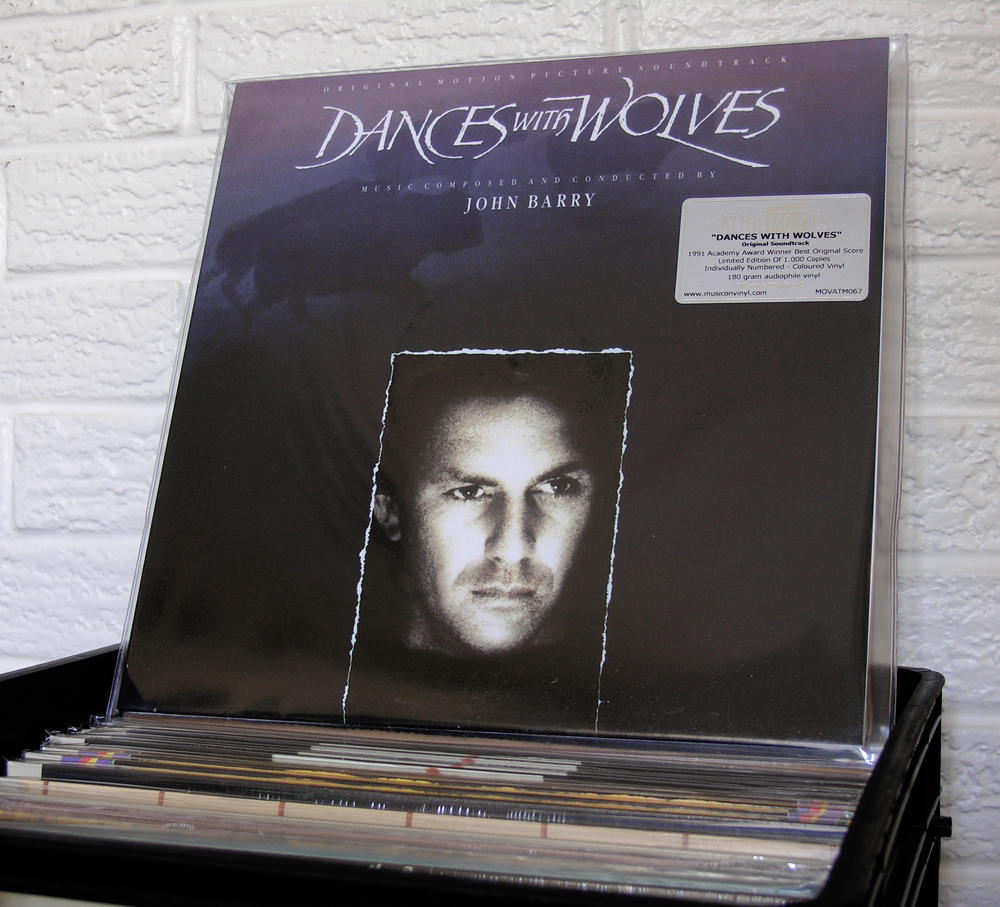 ORIGINAL MOTION PICTURE SOUNDTRACK
DANCES WITH WOLVES
MUSIC COMPOSED AND CONDUCTED BY
JOHN BARRY
"DANCES WITH WOLVES"
Original Soundtrack
1991 Academy Award Winner Best Original Score
Limited Edition Of 1.000 Copies
Individually Numbered - Coloured Vinyl
180 gram audiophile vinyl
www.musiconvinyl.com MOVATM067